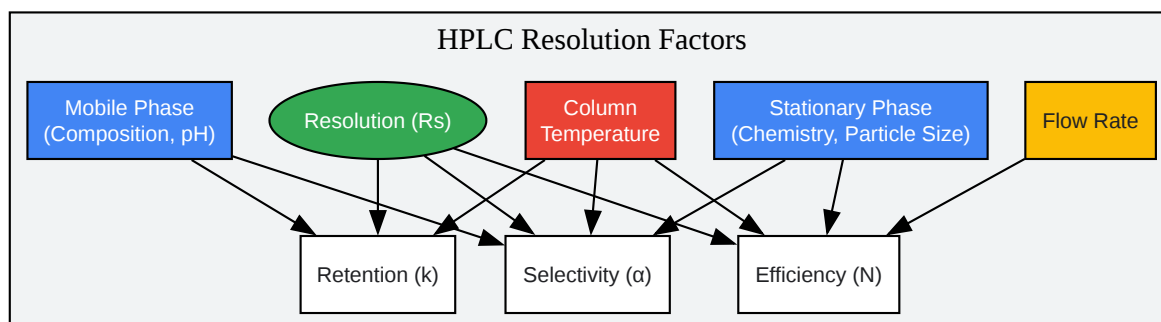 HPLC Resolution Factors
Mobile Phase
(Composition, pH)
Resolution (Rs)
Column
Temperature
Stationary Phase
(Chemistry, Particle Size)
Flow Rate
Retention (k)
Selectivity (α)
Efficiency (N)